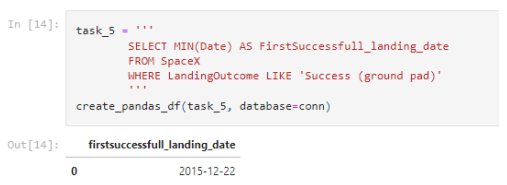 In [14]:
task_5 = '''
SELECT MIN(Date) AS FirstSuccessfull_landing_date
FROM SpaceX
WHERE LandingOutcome LIKE 'Success (ground pad)'
'''
create_pandas_df(task_5, database=conn)
Out[14]:
firstsuccessfull_landing_date
0 2015-12-22